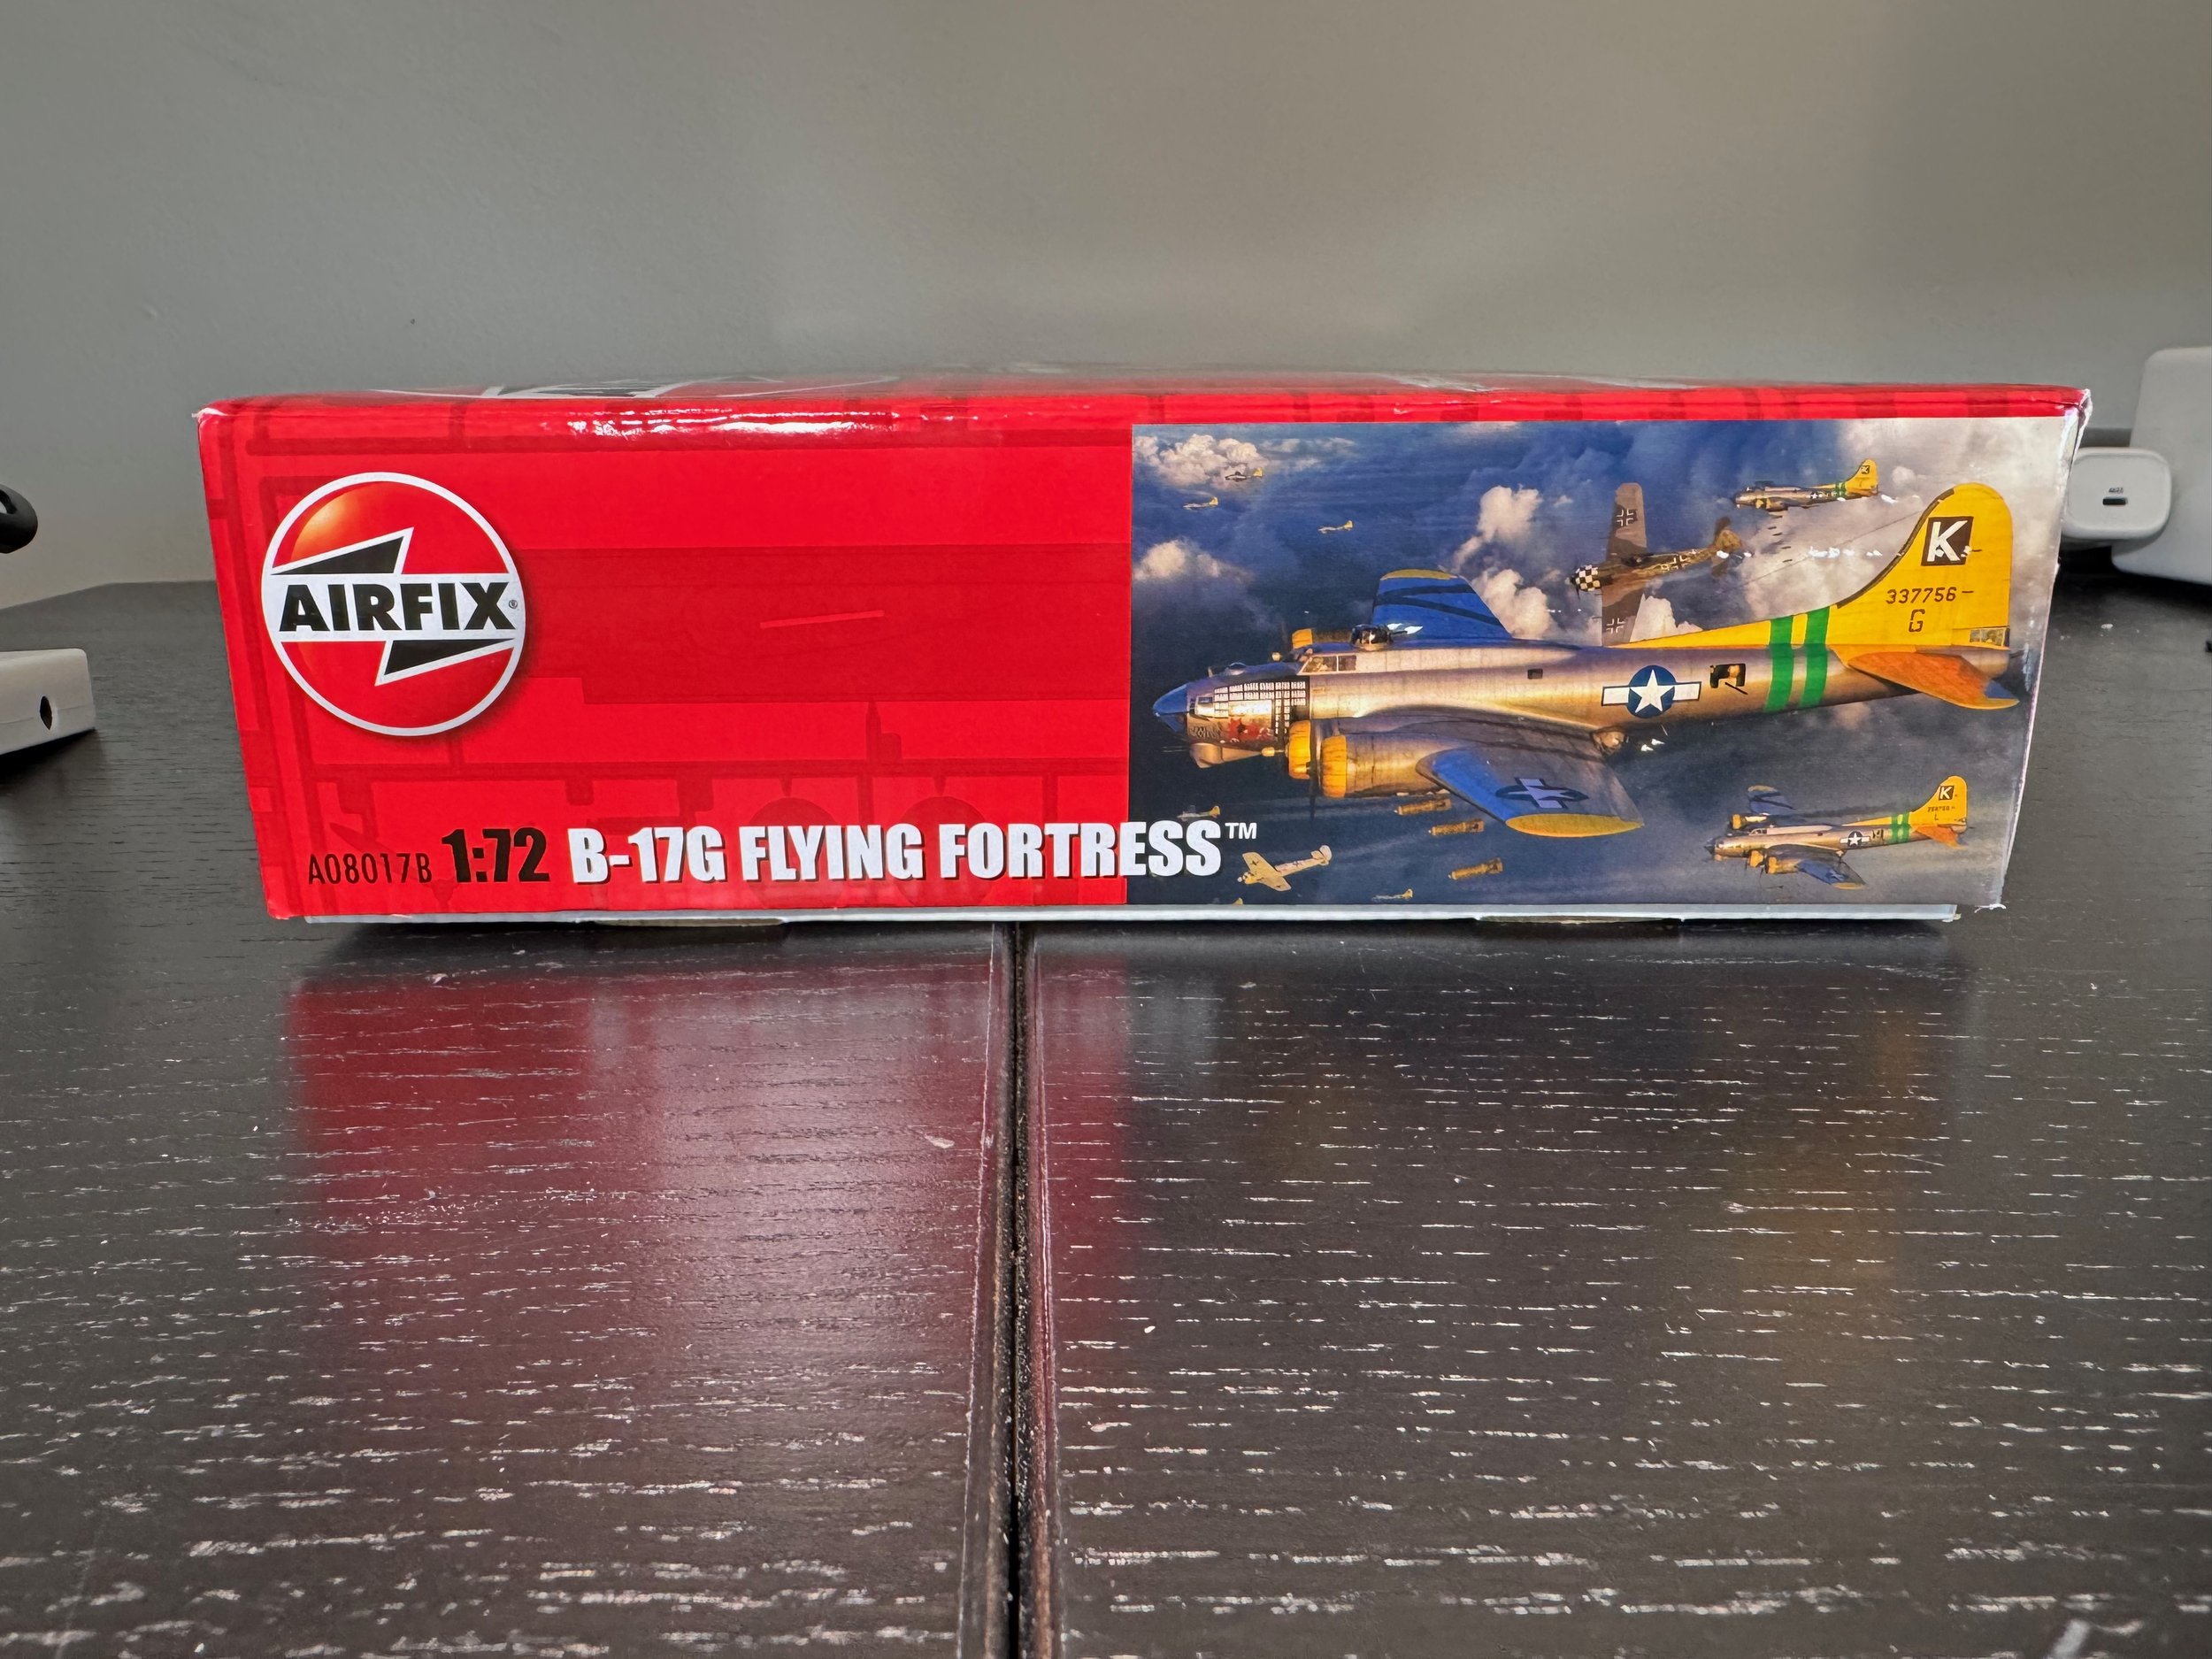 AIRFIX®
A08017B 1:72 B-17G FLYING FORTRESS™
K
337756
G
K
K
L